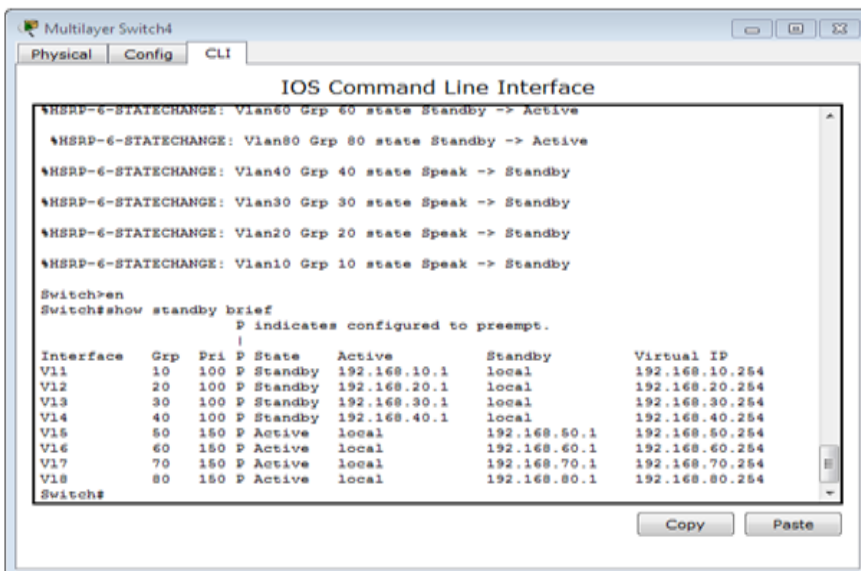 Multilayer Switch4
Physical Config CLI
IOS Command Line Interface
%HSRP-6-STATECHANGE: Vlan60 Grp 60 state Standby -> Active
%HSRP-6-STATECHANGE: Vlan80 Grp 80 state Standby -> Active
%HSRP-6-STATECHANGE: Vlan40 Grp 40 state Speak -> Standby
%HSRP-6-STATECHANGE: Vlan30 Grp 30 state Speak -> Standby
%HSRP-6-STATECHANGE: Vlan20 Grp 20 state Speak -> Standby
%HSRP-6-STATECHANGE: Vlan10 Grp 10 state Speak -> Standby
Switch>en
Switch#show standby brief
P indicates configured to preempt.
|
Interface Grp Pri P State Active Standby Virtual IP
Vl1 10 100 P Standby 192.168.10.1 local 192.168.10.254
Vl2 20 100 P Standby 192.168.20.1 local 192.168.20.254
Vl3 30 100 P Standby 192.168.30.1 local 192.168.30.254
Vl4 40 100 P Standby 192.168.40.1 local 192.168.40.254
Vl5 50 150 P Active local 192.168.50.1 192.168.50.254
Vl6 60 150 P Active local 192.168.60.1 192.168.60.254
Vl7 70 150 P Active local 192.168.70.1 192.168.70.254
Vl8 80 150 P Active local 192.168.80.1 192.168.80.254
Switch#
Copy Paste